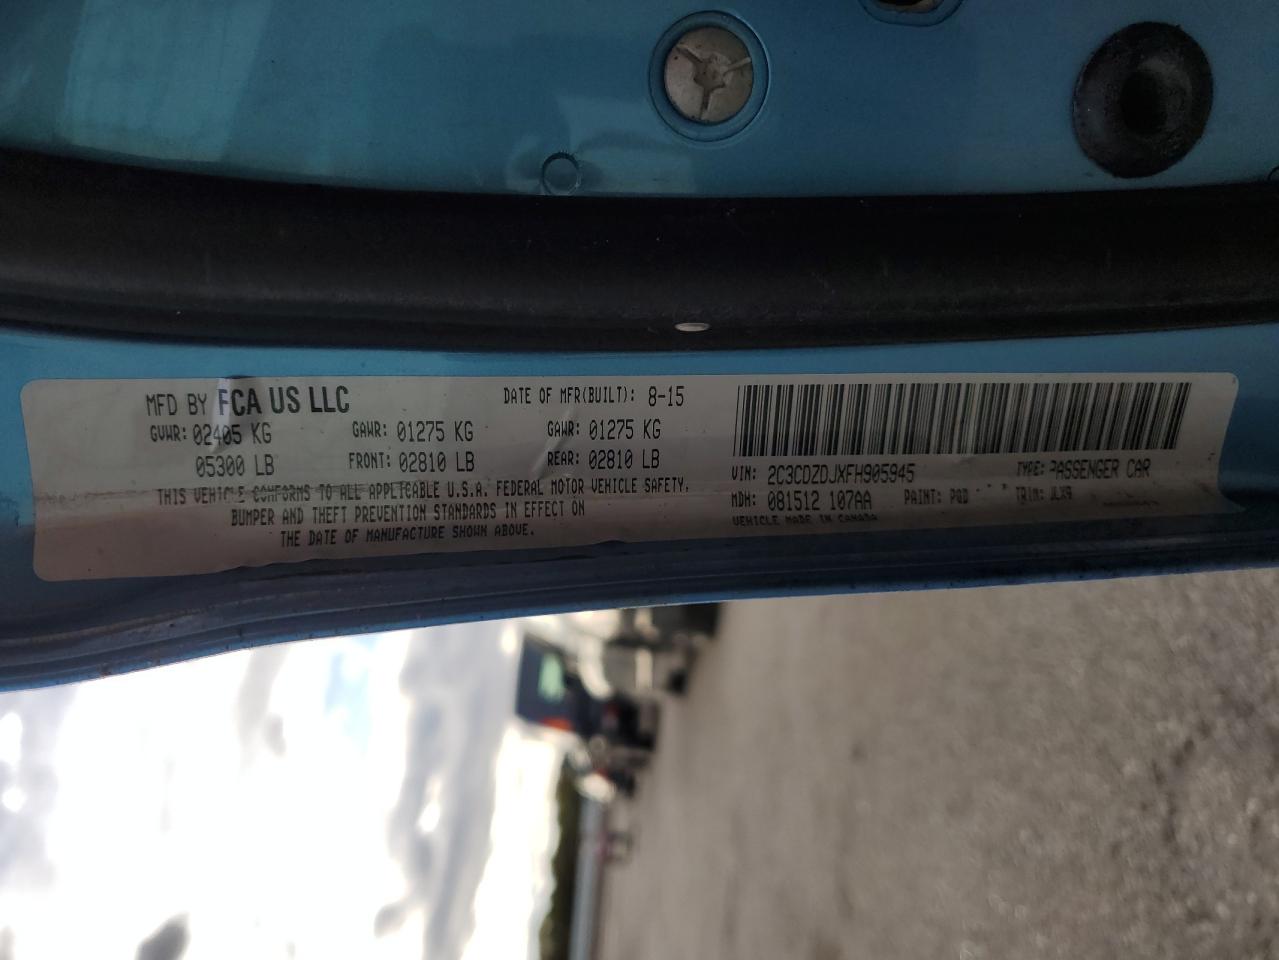 MFD BY FCA US LLC
DATE OF MFR(BUILT): 8-15
GVWR: 02405 KG
GAWR: 01275 KG
GAWR: 01275 KG
05300 LB
FRONT: 02810 LB
REAR: 02810 LB
THIS VEHICLE CONFORMS TO ALL APPLICABLE U.S.A. FEDERAL MOTOR VEHICLE SAFETY,
BUMPER AND THEFT PREVENTION STANDARDS IN EFFECT ON
THE DATE OF MANUFACTURE SHOWN ABOVE.
VIN: 2C3CDZDJXFH905945
TYPE: PASSENGER CAR
MDH: 081512 107AA
PAINT: PQD
TRIM:
VEHICLE MADE IN CANADA